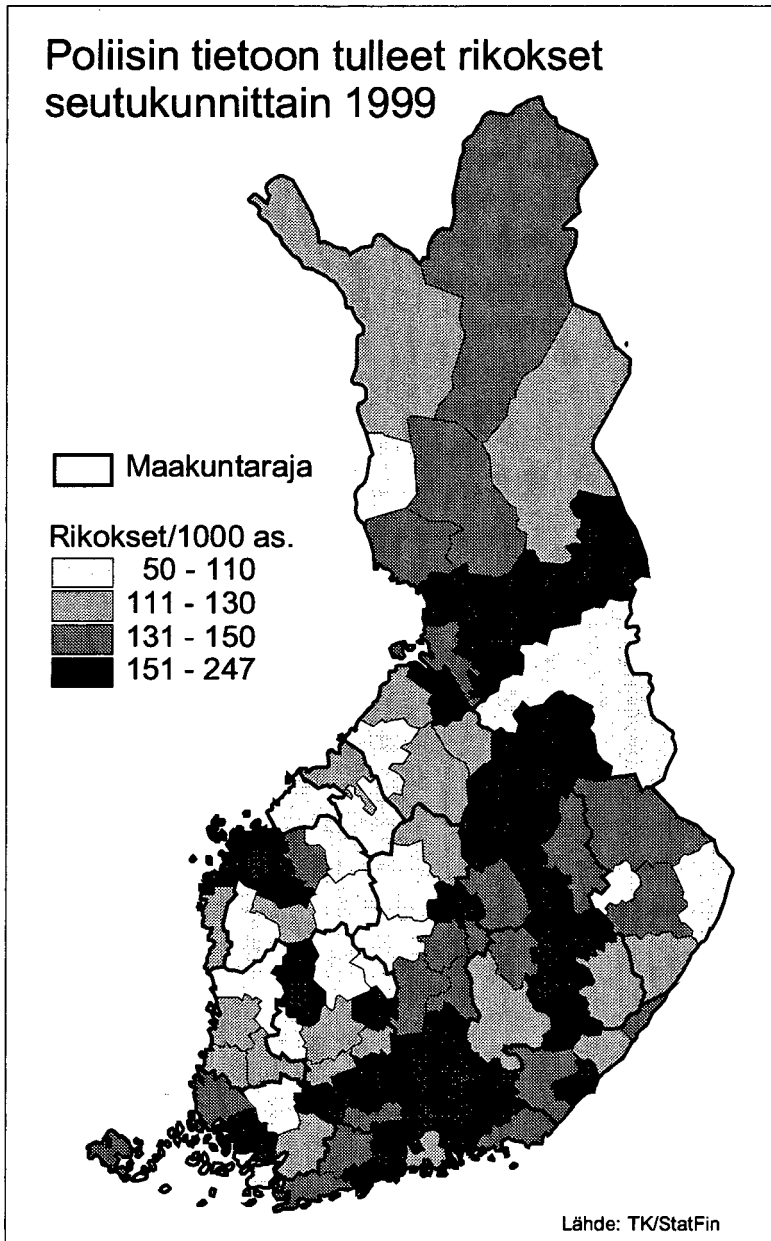 Poliisin tietoon tulleet rikokset
seutukunnittain 1999
Maakuntaraja
Rikokset/1000 as.
50 - 110
111 - 130
131 - 150
151 - 247
Lähde: TK/StatFin